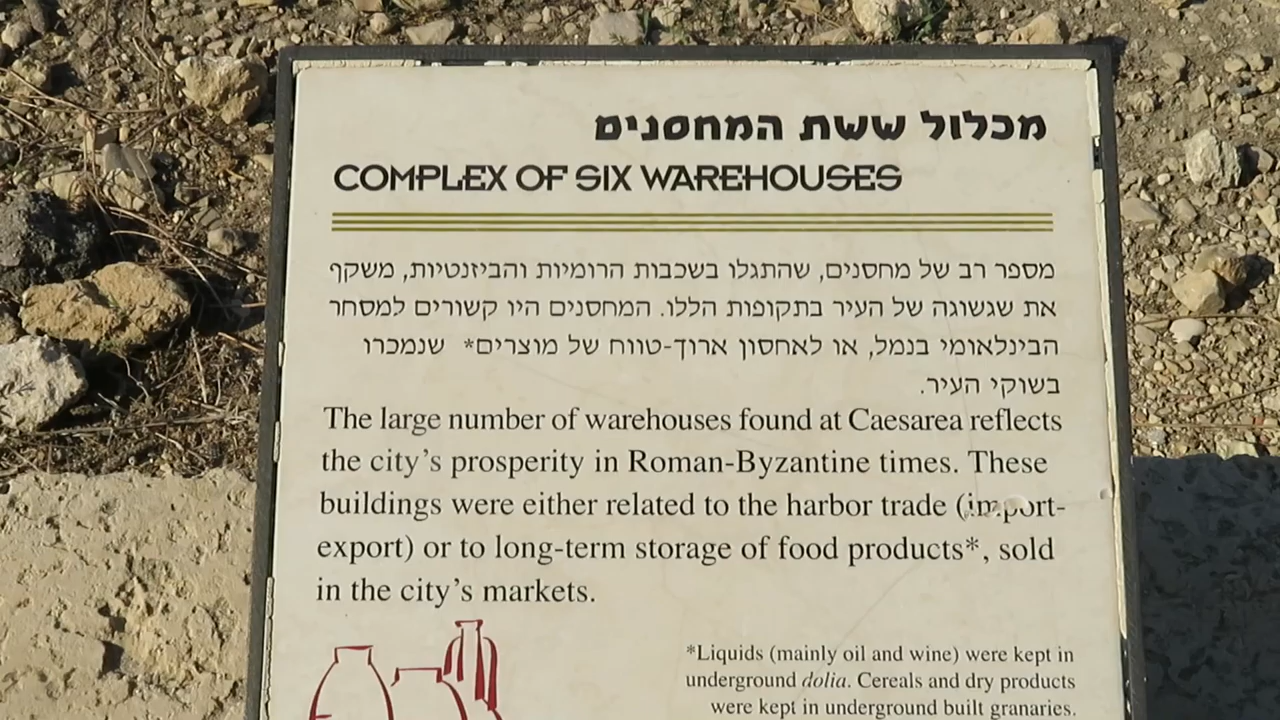 מכלול ששת המחסנים
COMPLEX OF SIX WAREHOUSES
מספר רב של מחסנים, שהתגלו בשכבות הרומיות והביזנטיות, משקף
את שגשוגה של העיר בתקופות הללו. המחסנים היו קשורים למסחר
הבינלאומי בנמל, או לאחסון ארוך-טווח של מוצרים* שנמכרו
בשוקי העיר.
The large number of warehouses found at Caesarea reflects
the city's prosperity in Roman-Byzantine times. These
buildings were either related to the harbor trade (import-
export) or to long-term storage of food products*, sold
in the city's markets.
*Liquids (mainly oil and wine) were kept in
underground dolia. Cereals and dry products
were kept in underground built granaries.